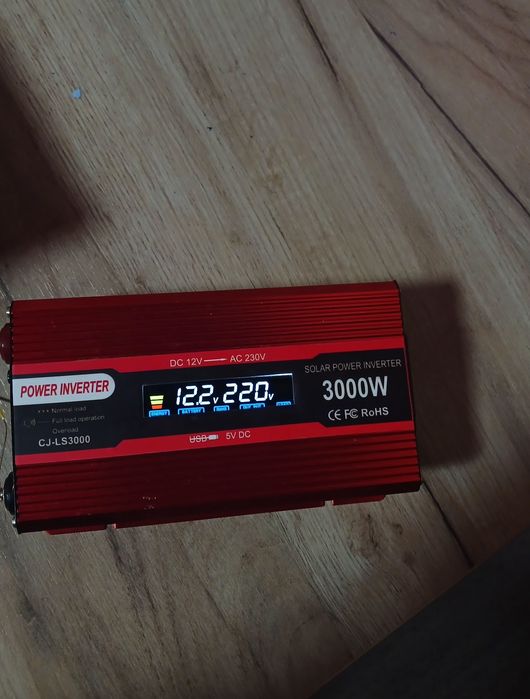 DC 12V AC 230V
SOLAR POWER INVERTER
POWER INVERTER
12.2V 220V
3000W
Normal load
Full load operation
Overload
BATTERY
CE FC RoHS
CJ-LS3000
USB 5V DC